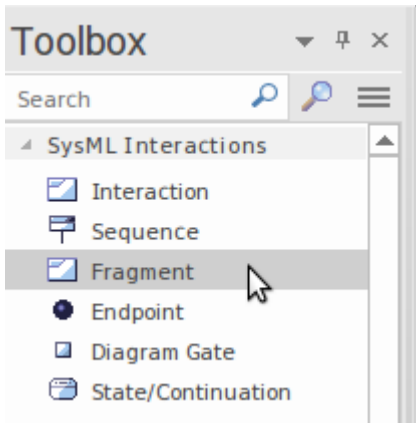 Toolbox
Search
SysML Interactions
Interaction
Sequence
Fragment
Endpoint
Diagram Gate
State/Continuation